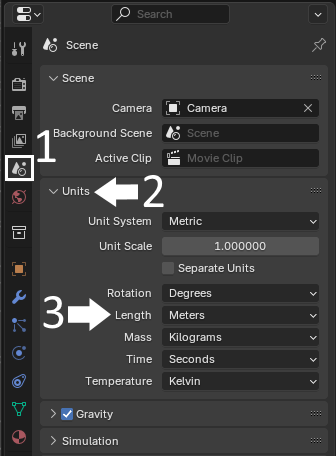 Search
Scene
Scene
Camera Camera
Background Scene Scene
Active Clip Movie Clip
1
Units 2
Unit System Metric
Unit Scale 1.000000
Separate Units
Rotation Degrees
3 Length Meters
Mass Kilograms
Time Seconds
Temperature Kelvin
Gravity
Simulation